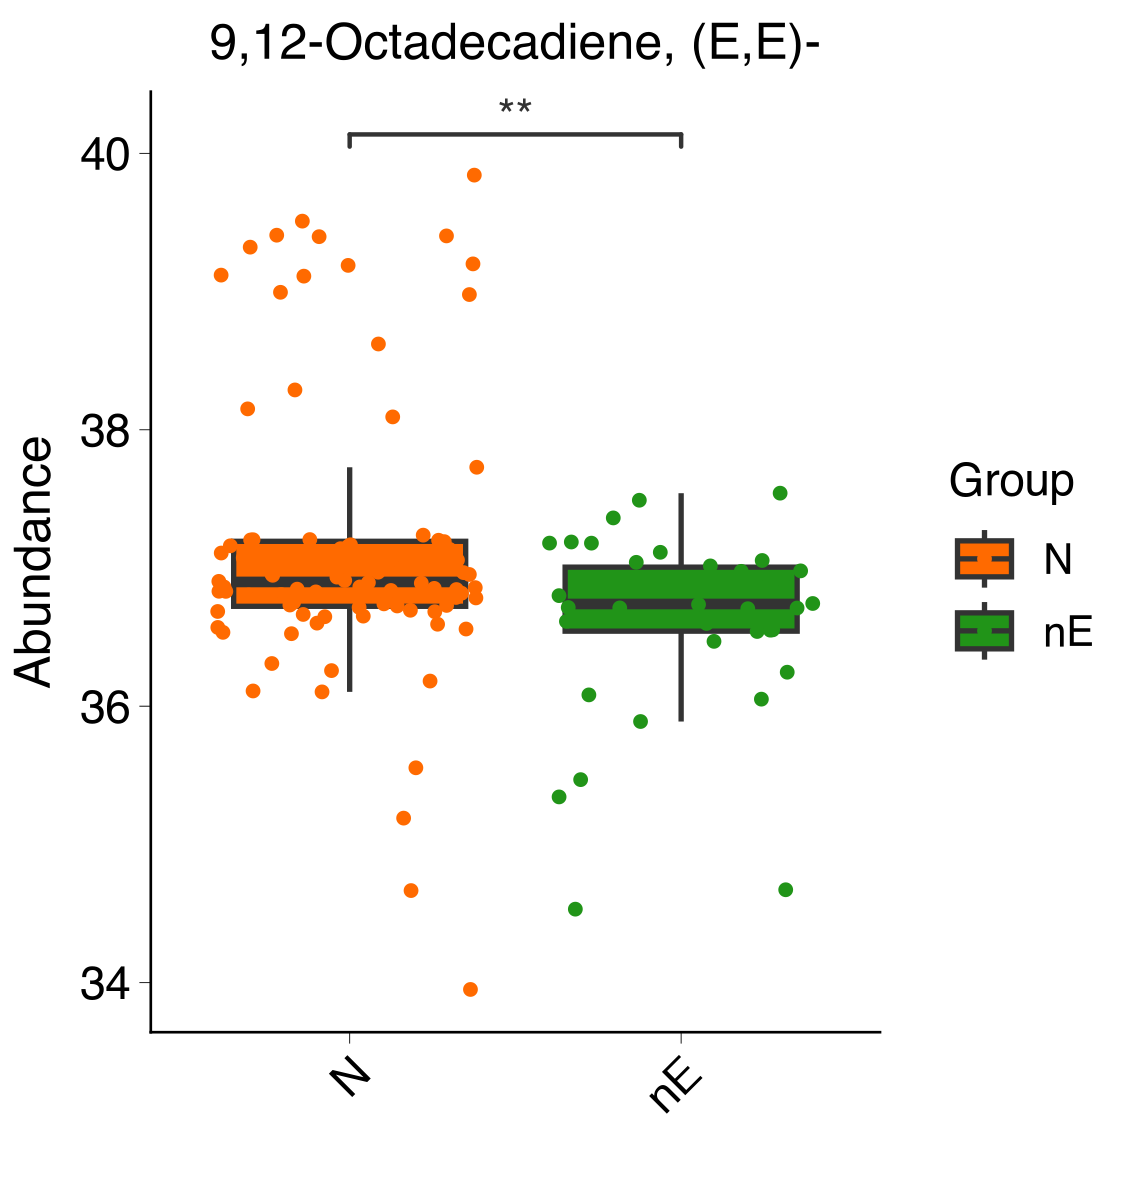 9,12-Octadecadiene, (E,E)-
**
40
38
36
34
Abundance
N
nE
Group
N
nE